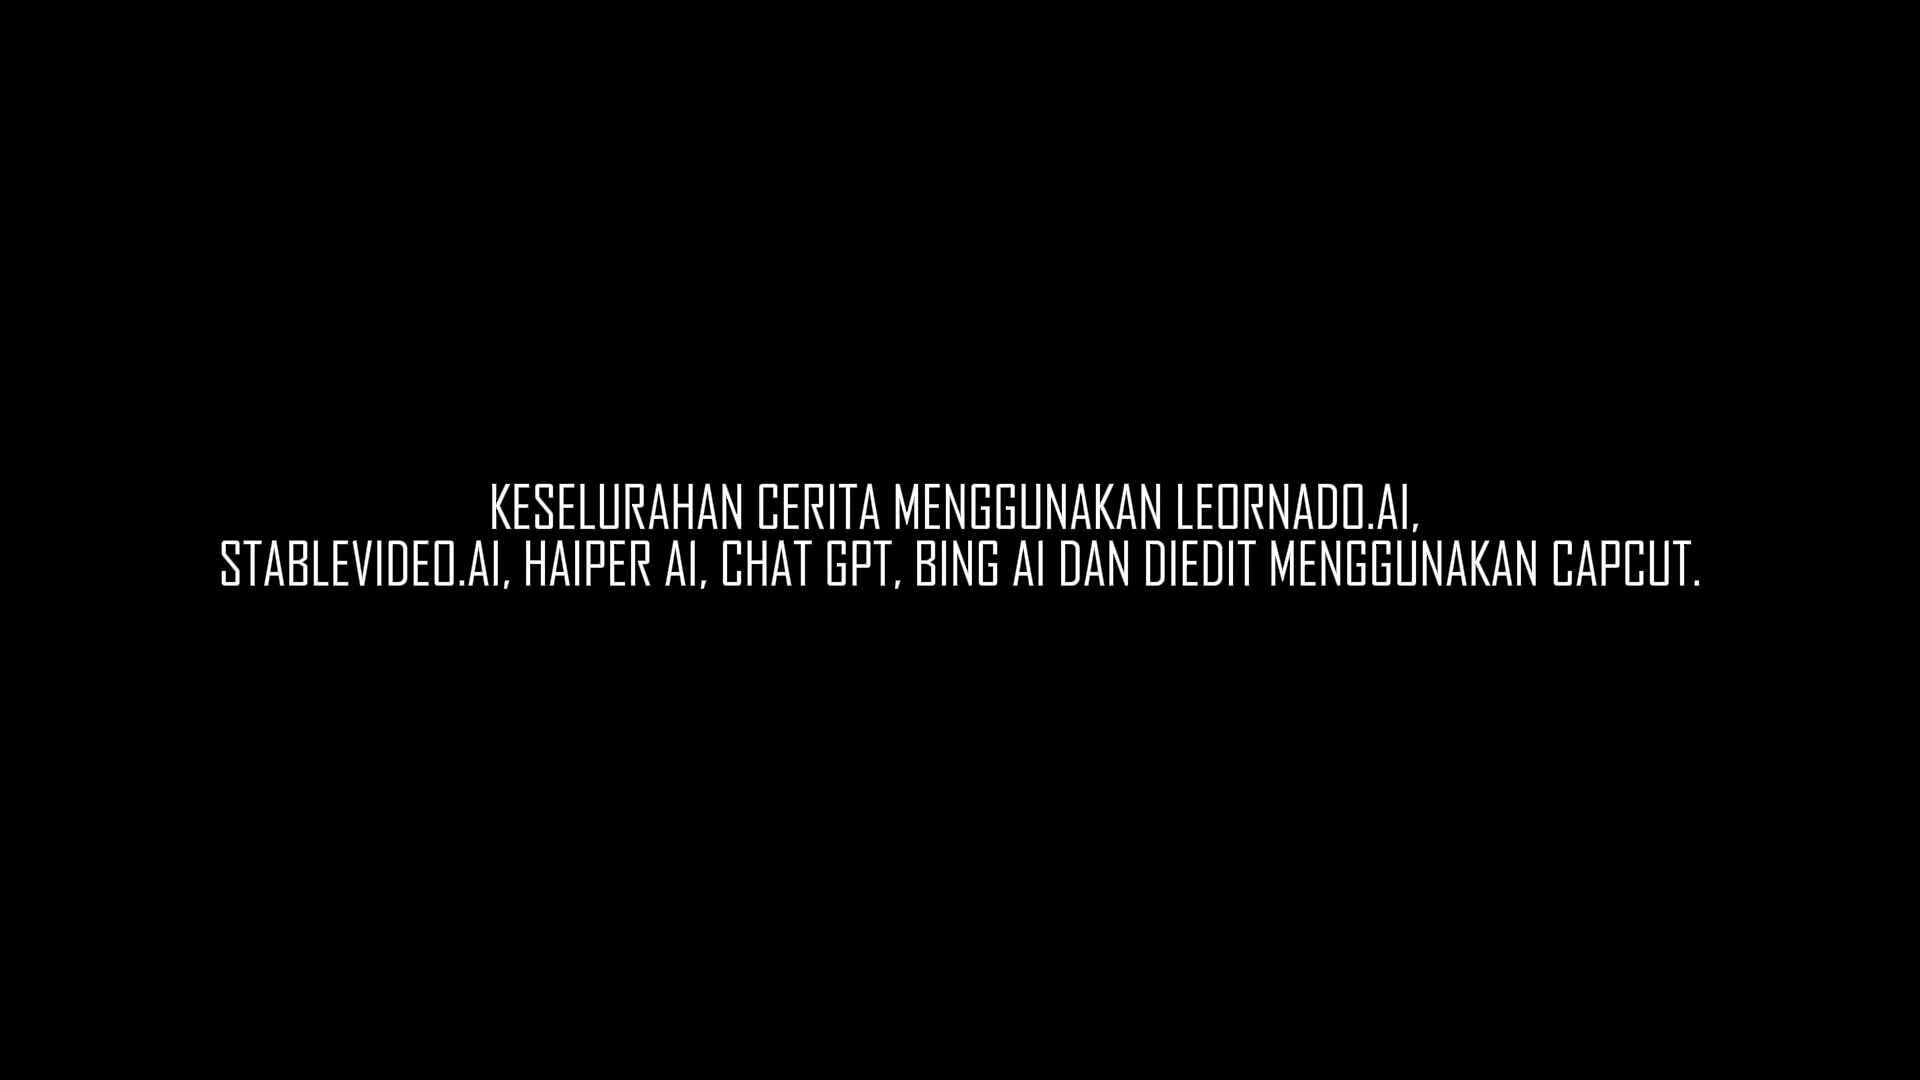 KESELURAHAN CERITA MENGGUNAKAN LEORNADO.AI,
STABLEVIDEO.AI, HAIPER AI, CHAT GPT, BING AI DAN DIEDIT MENGGUNAKAN CAPCUT.